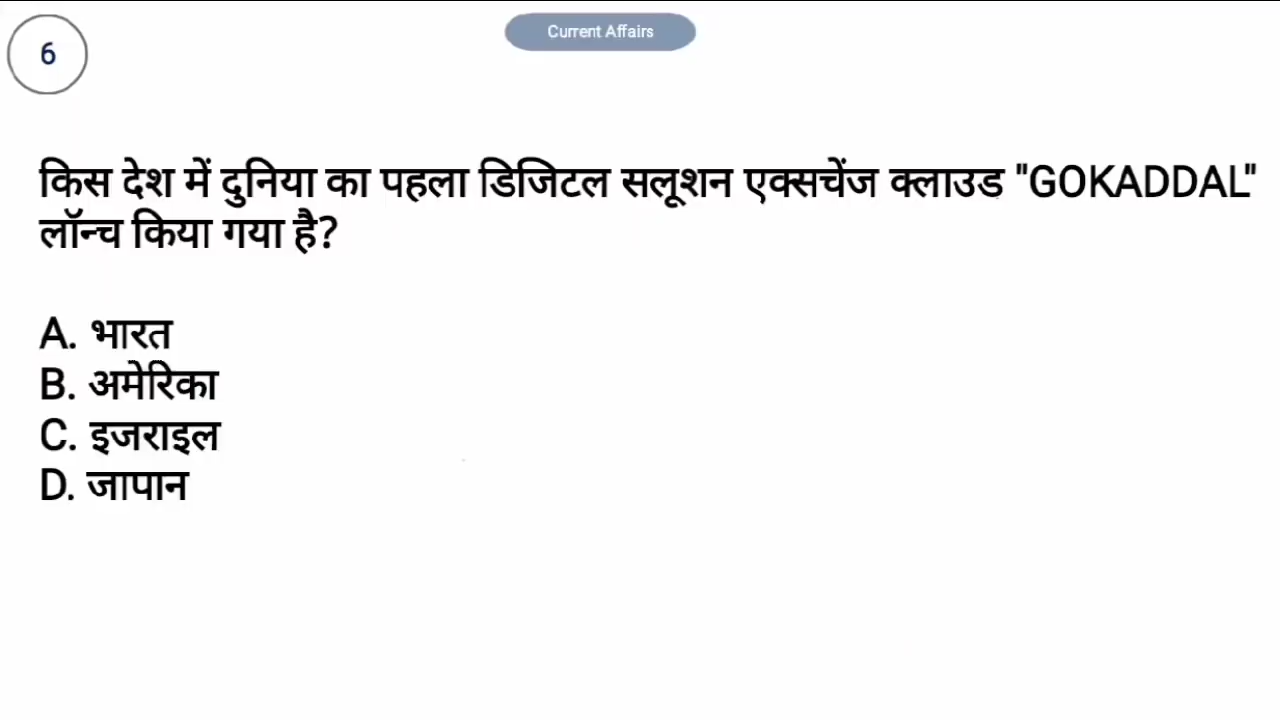 6
Current Affairs
किस देश में दुनिया का पहला डिजिटल सलूशन एक्सचेंज क्लाउड "GOKADDAL"
लॉन्च किया गया है?
A. भारत
B. अमेरिका
C. इजराइल
D. जापान